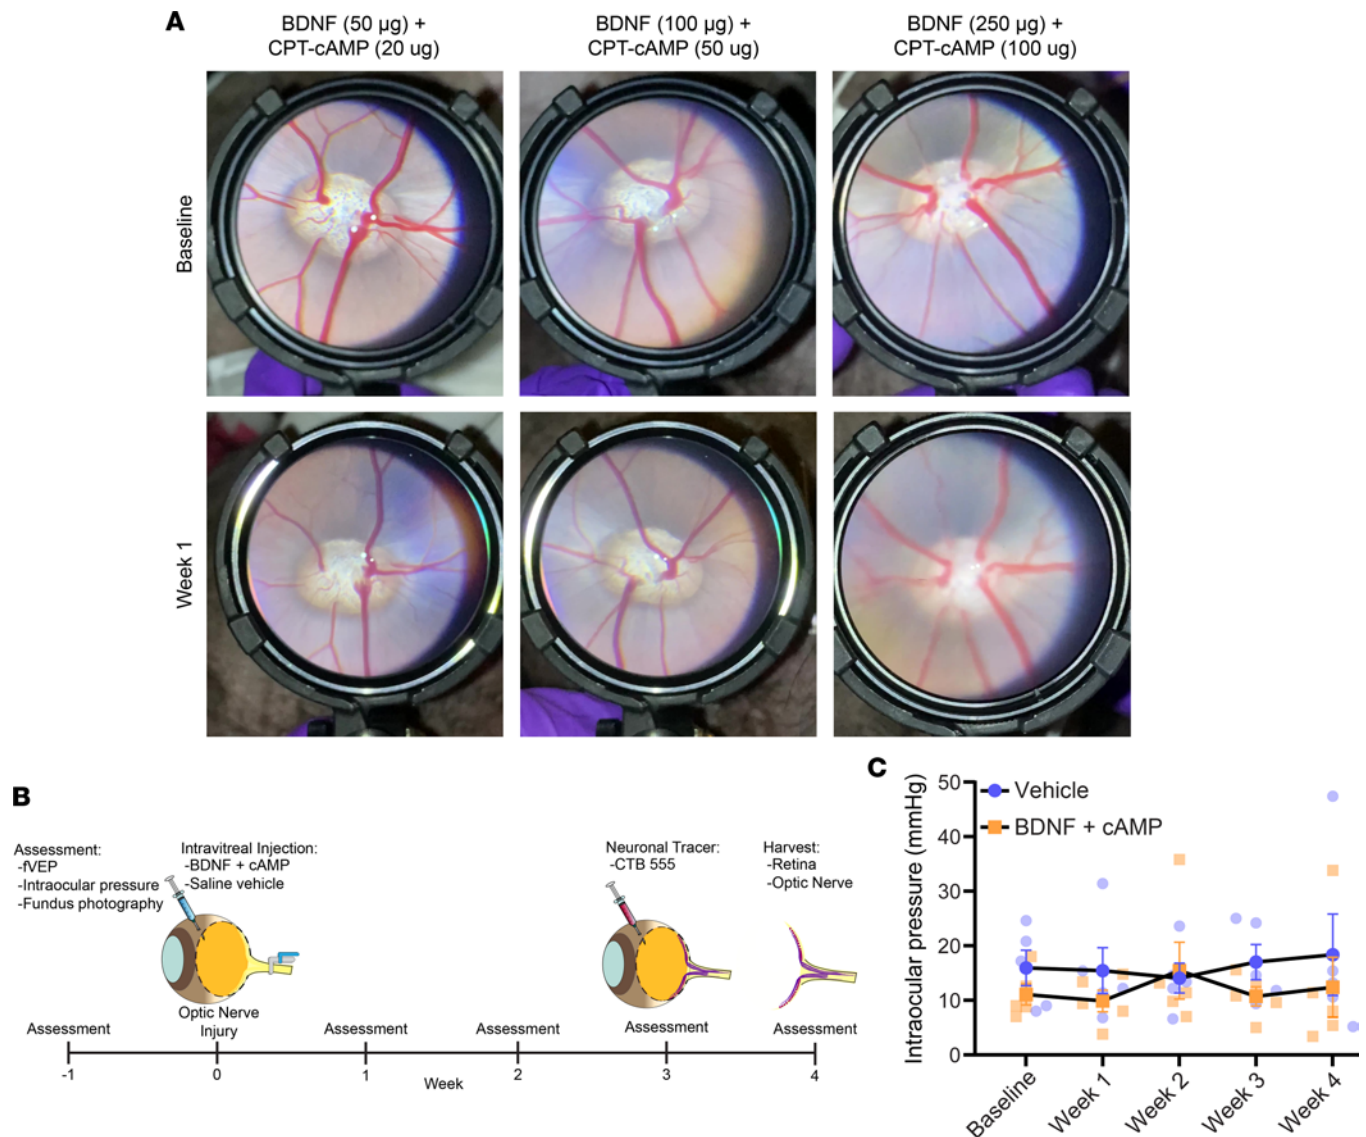 A
BDNF (50 µg) +
CPT-cAMP (20 ug)
BDNF (100 µg) +
CPT-cAMP (50 ug)
BDNF (250 µg) +
CPT-cAMP (100 ug)
Baseline
Week 1
B
Assessment:
-fVEP
-Intraocular pressure
-Fundus photography
Intravitreal Injection:
-BDNF + cAMP
-Saline vehicle
Neuronal Tracer:
-CTB 555
Harvest:
-Retina
-Optic Nerve
Optic Nerve
Injury
Assessment
Assessment
Assessment
Assessment
Assessment
-1
0
1
2
3
4
Week
C
Intraocular pressure (mmHg)
50
40
30
20
10
0
Vehicle
BDNF + cAMP
Baseline
Week 1
Week 2
Week 3
Week 4